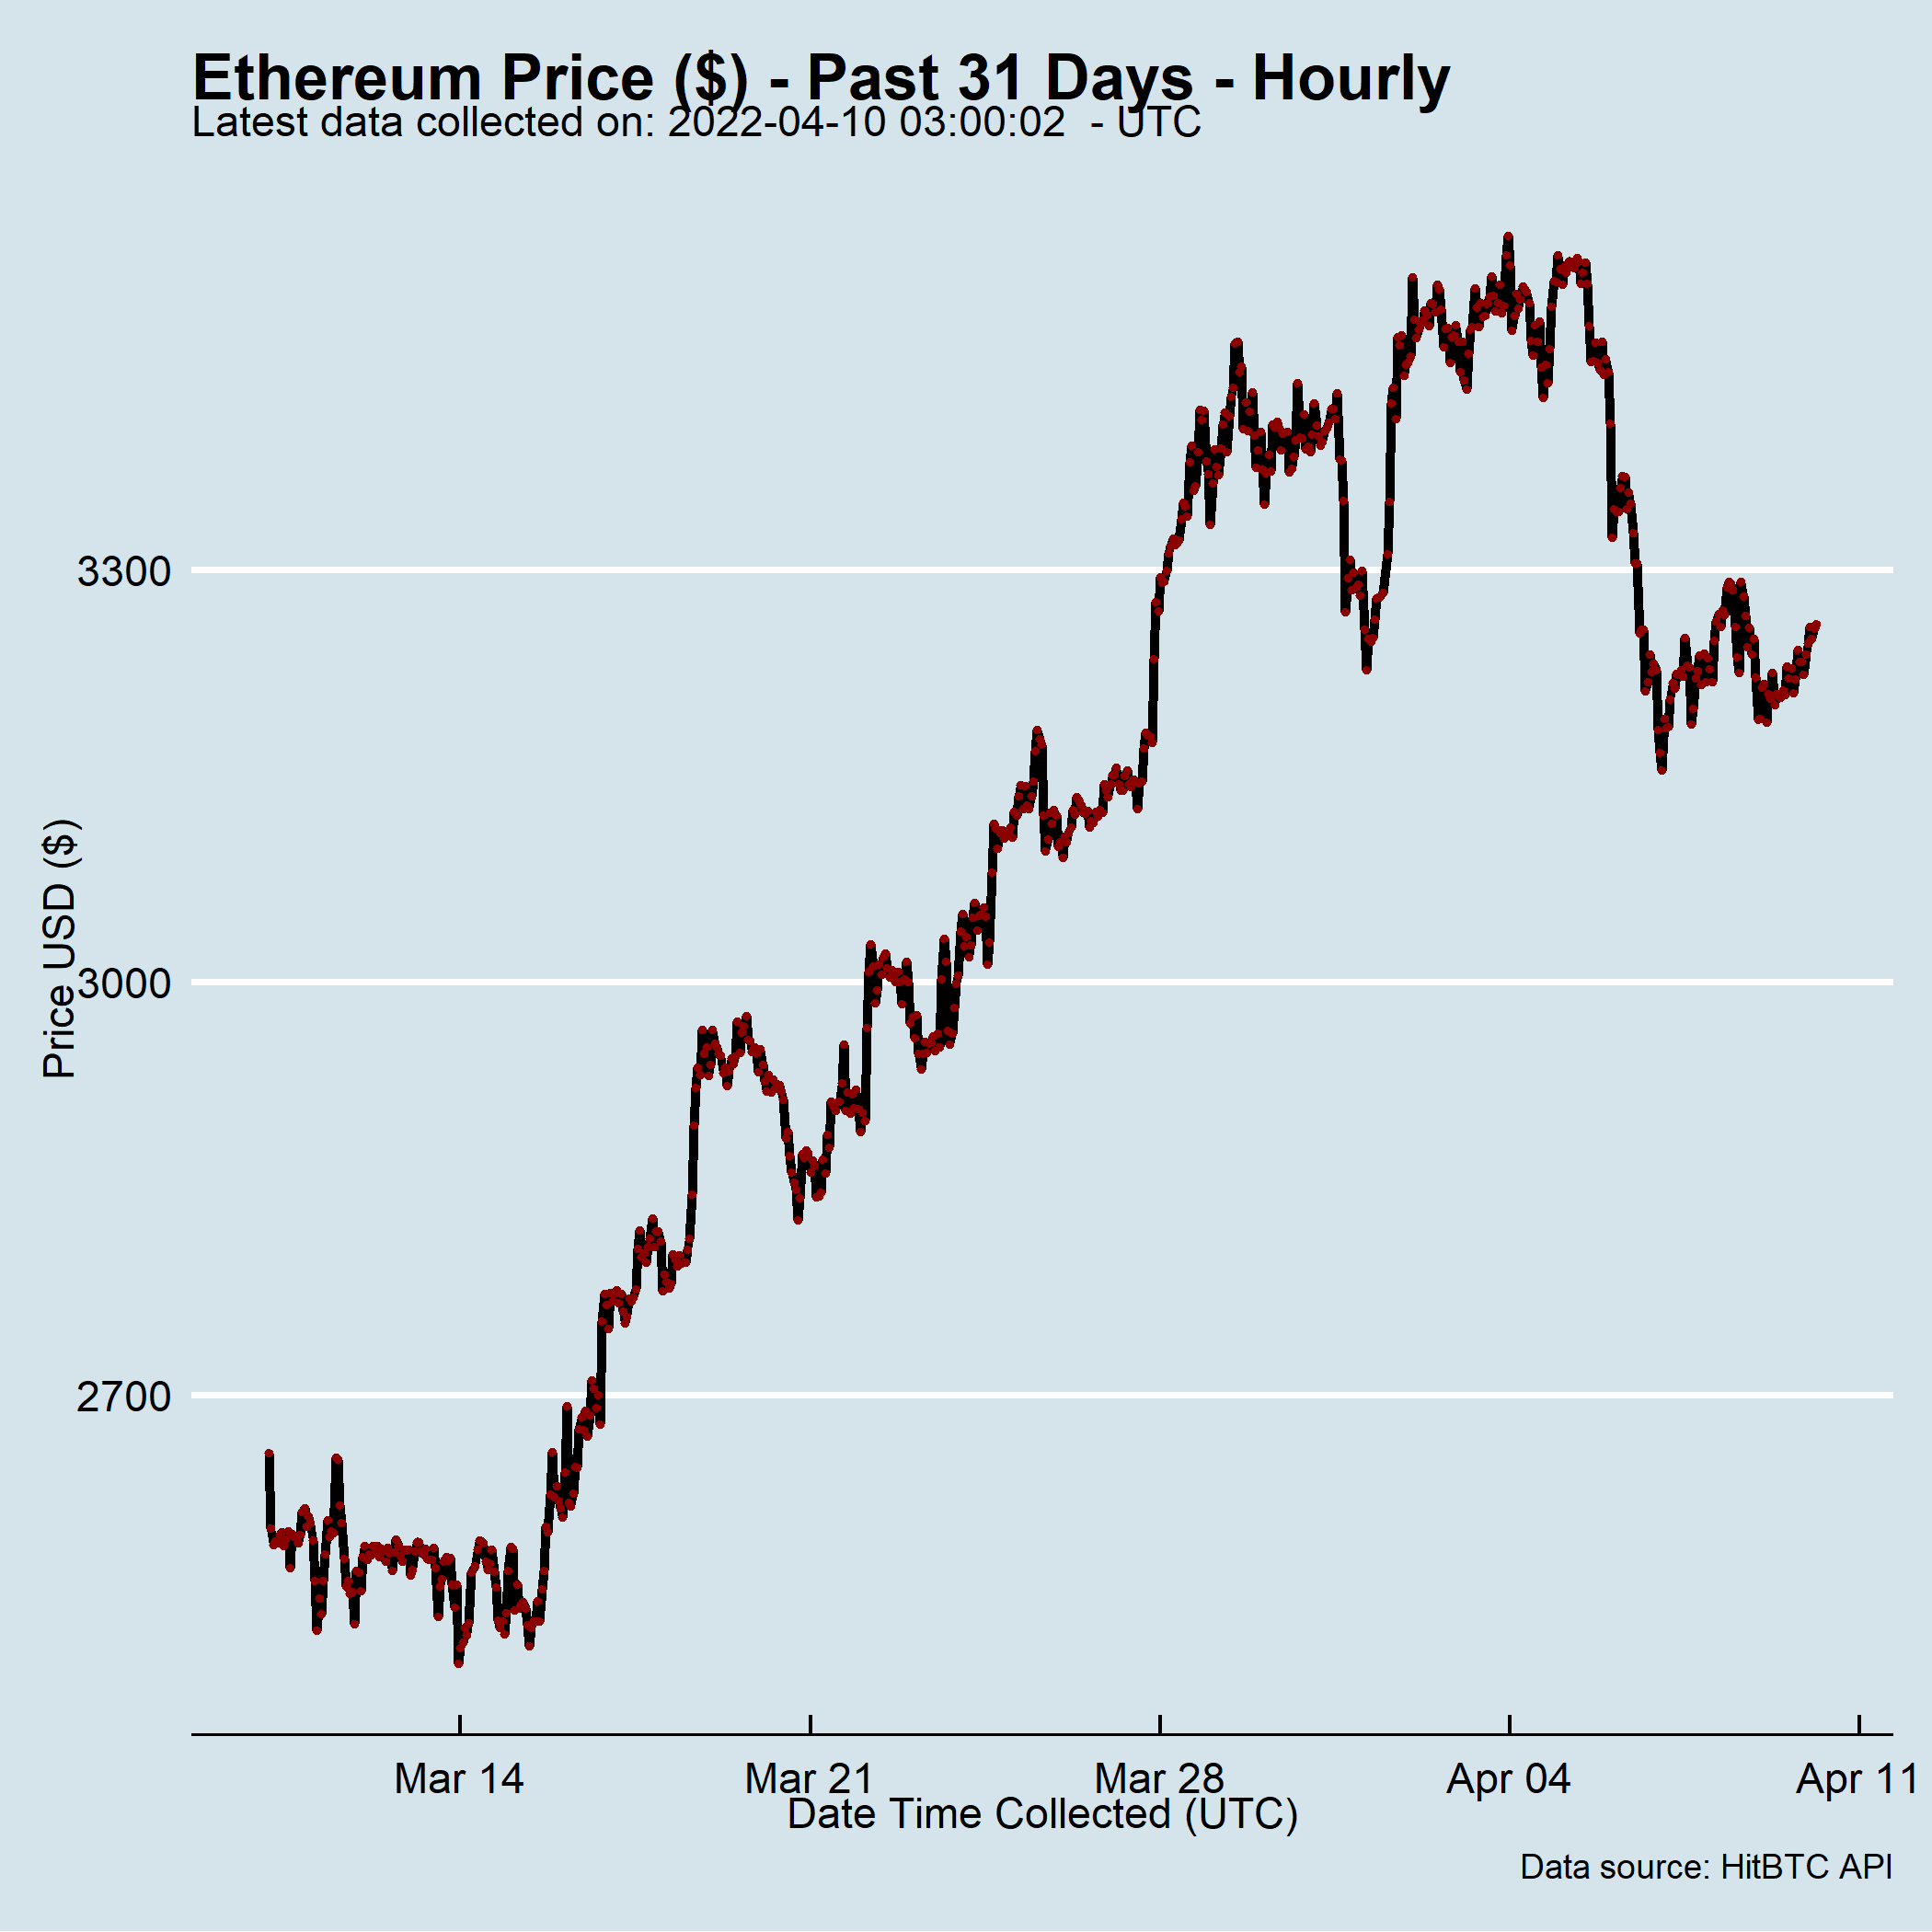 Ethereum Price ($) - Past 31 Days - Hourly
Latest data collected on: 2022-04-10 03:00:02  - UTC
3300
3000
2700
Price USD ($)
Mar 14
Mar 21
Mar 28
Apr 04
Apr 11
Date Time Collected (UTC)
Data source: HitBTC API